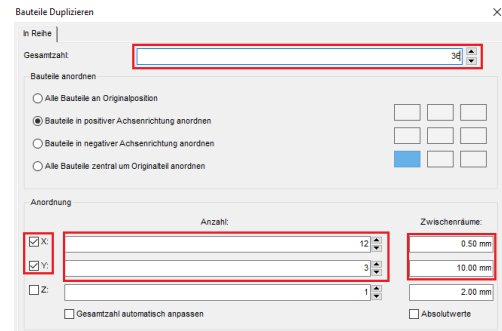 Bauteile Duplizieren
In Reihe
Gesamtzahl: 36
Bauteile anordnen
Alle Bauteile an Originalposition
Bauteile in positiver Achsenrichtung anordnen
Bauteile in negativer Achsenrichtung anordnen
Alle Bauteile zentral um Originalteil anordnen
Anordnung
Anzahl: Zwischenräume:
X: 12 0.50 mm
Y: 3 10.00 mm
Z: 1 2.00 mm
Gesamtzahl automatisch anpassen Absolutwerte